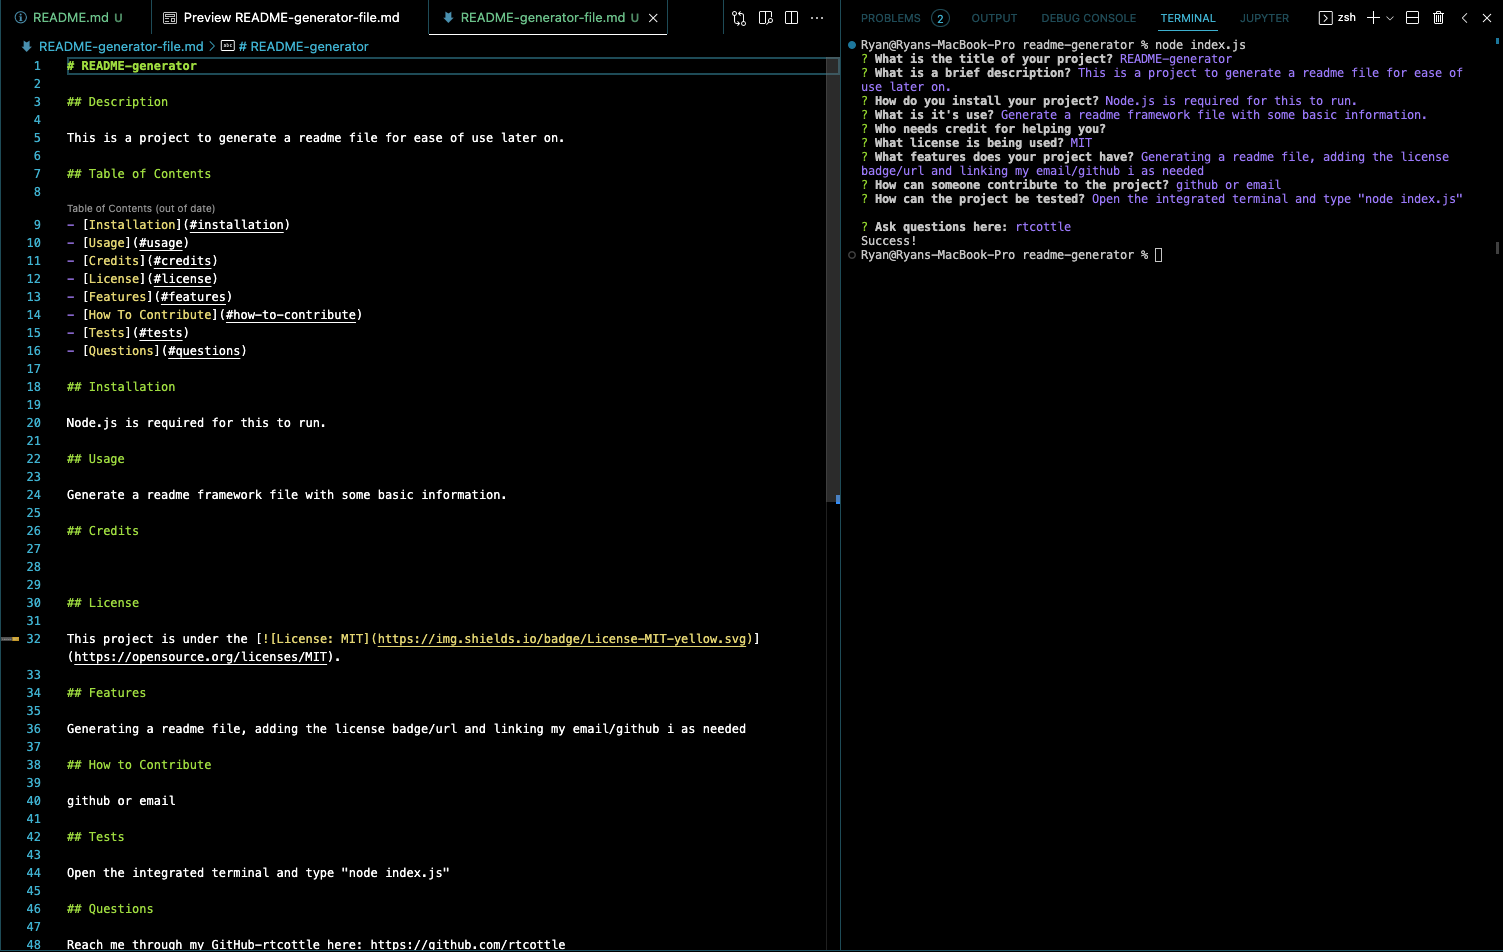 README.md U
Preview README-generator-file.md
README-generator-file.md U
README-generator-file.md > # README-generator
1 # README-generator
2
3 ## Description
4
5 This is a project to generate a readme file for ease of use later on.
6
7 ## Table of Contents
8
Table of Contents (out of date)
9 - [Installation](#installation)
10 - [Usage](#usage)
11 - [Credits](#credits)
12 - [License](#license)
13 - [Features](#features)
14 - [How To Contribute](#how-to-contribute)
15 - [Tests](#tests)
16 - [Questions](#questions)
17
18 ## Installation
19
20 Node.js is required for this to run.
21
22 ## Usage
23
24 Generate a readme framework file with some basic information.
25
26 ## Credits
27
28
29
30 ## License
31
32 This project is under the [![License: MIT](https://img.shields.io/badge/License-MIT-yellow.svg)]
(https://opensource.org/licenses/MIT).
33
34 ## Features
35
36 Generating a readme file, adding the license badge/url and linking my email/github i as needed
37
38 ## How to Contribute
39
40 github or email
41
42 ## Tests
43
44 Open the integrated terminal and type "node index.js"
45
46 ## Questions
47
48 Reach me through my GitHub-rtcottle here: https://github.com/rtcottle
PROBLEMS 2 OUTPUT DEBUG CONSOLE TERMINAL JUPYTER zsh
Ryan@Ryans-MacBook-Pro readme-generator % node index.js
? What is the title of your project? README-generator
? What is a brief description? This is a project to generate a readme file for ease of
use later on.
? How do you install your project? Node.js is required for this to run.
? What is it's use? Generate a readme framework file with some basic information.
? Who needs credit for helping you?
? What license is being used? MIT
? What features does your project have? Generating a readme file, adding the license
badge/url and linking my email/github i as needed
? How can someone contribute to the project? github or email
? How can the project be tested? Open the integrated terminal and type "node index.js"
? Ask questions here: rtcottle
Success!
Ryan@Ryans-MacBook-Pro readme-generator %